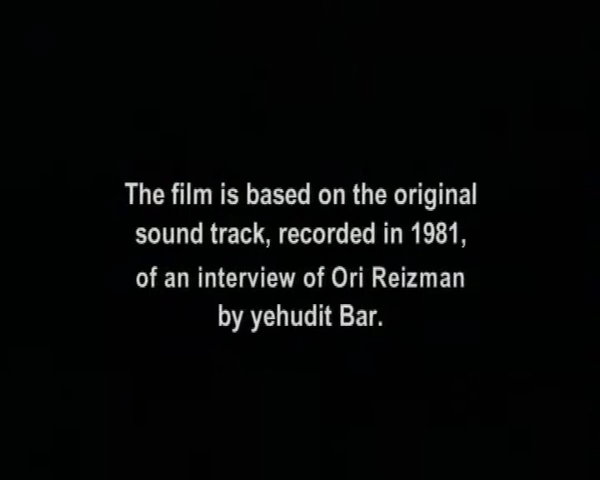 The film is based on the original
sound track, recorded in 1981,
of an interview of Ori Reizman
by yehudit Bar.